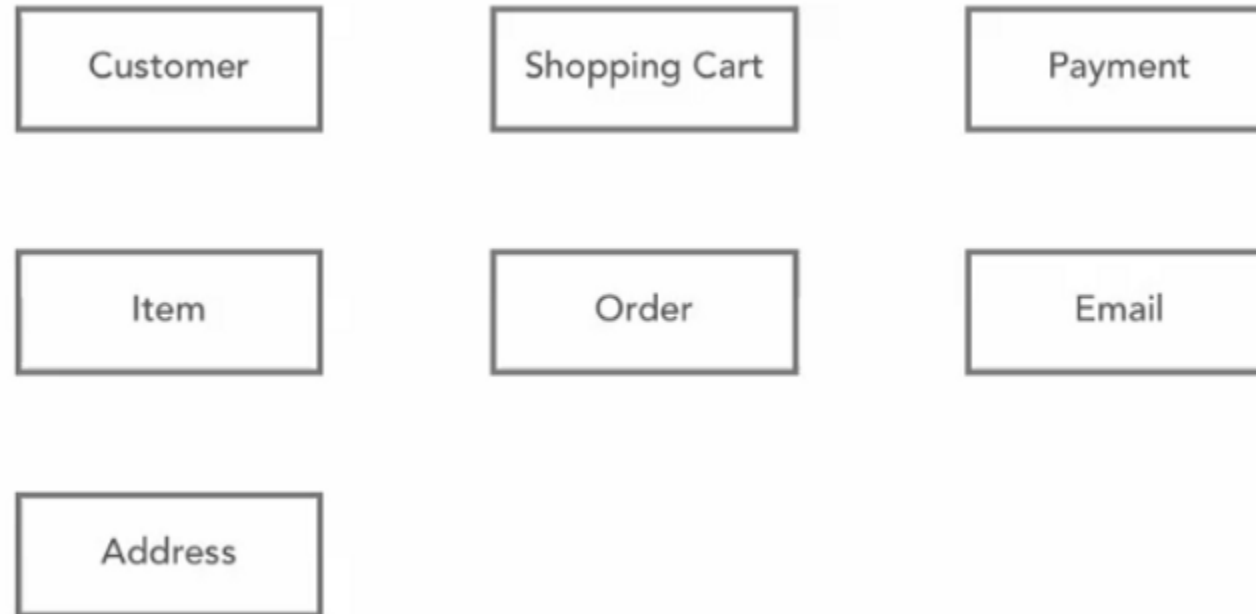 Customer
Shopping Cart
Payment
Item
Order
Email
Address